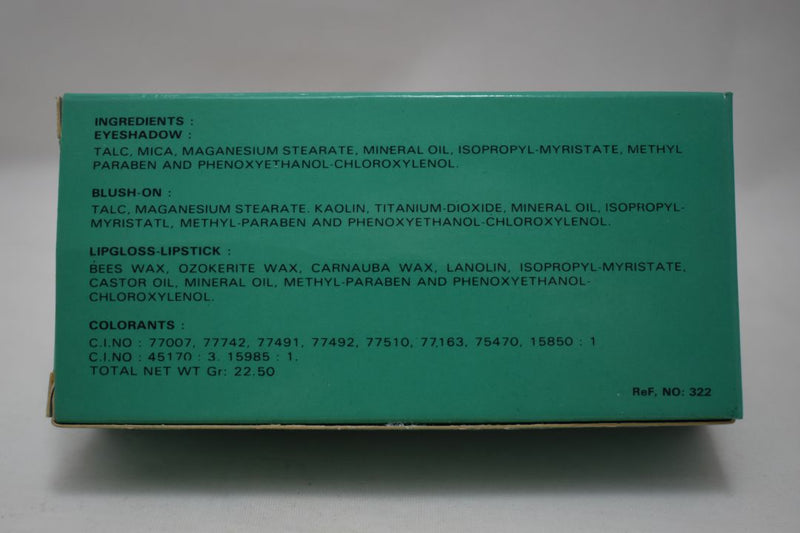 INGREDIENTS :
EYESHADOW :
TALC, MICA, MAGANESIUM STEARATE, MINERAL OIL, ISOPROPYL-MYRISTATE, METHYL
PARABEN AND PHENOXYETHANOL-CHLOROXYLENOL.
BLUSH-ON :
TALC, MAGANESIUM STEARATE. KAOLIN, TITANIUM-DIOXIDE, MINERAL OIL, ISOPROPYL-
MYRISTATL, METHYL-PARABEN AND PHENOXYETHANOL-CHLOROXYLENOL.
LIPGLOSS-LIPSTICK :
BEES WAX, OZOKERITE WAX, CARNAUBA WAX, LANOLIN, ISOPROPYL-MYRISTATE,
CASTOR OIL, MINERAL OIL, METHYL-PARABEN AND PHENOXYETHANOL-
CHLOROXYLENOL.
COLORANTS :
C.I.NO : 77007, 77742, 77491, 77492, 77510, 77,163, 75470, 15850 : 1
C.I.NO : 45170 : 3, 15985 : 1.
TOTAL NET WT Gr: 22.50
ReF, NO: 322